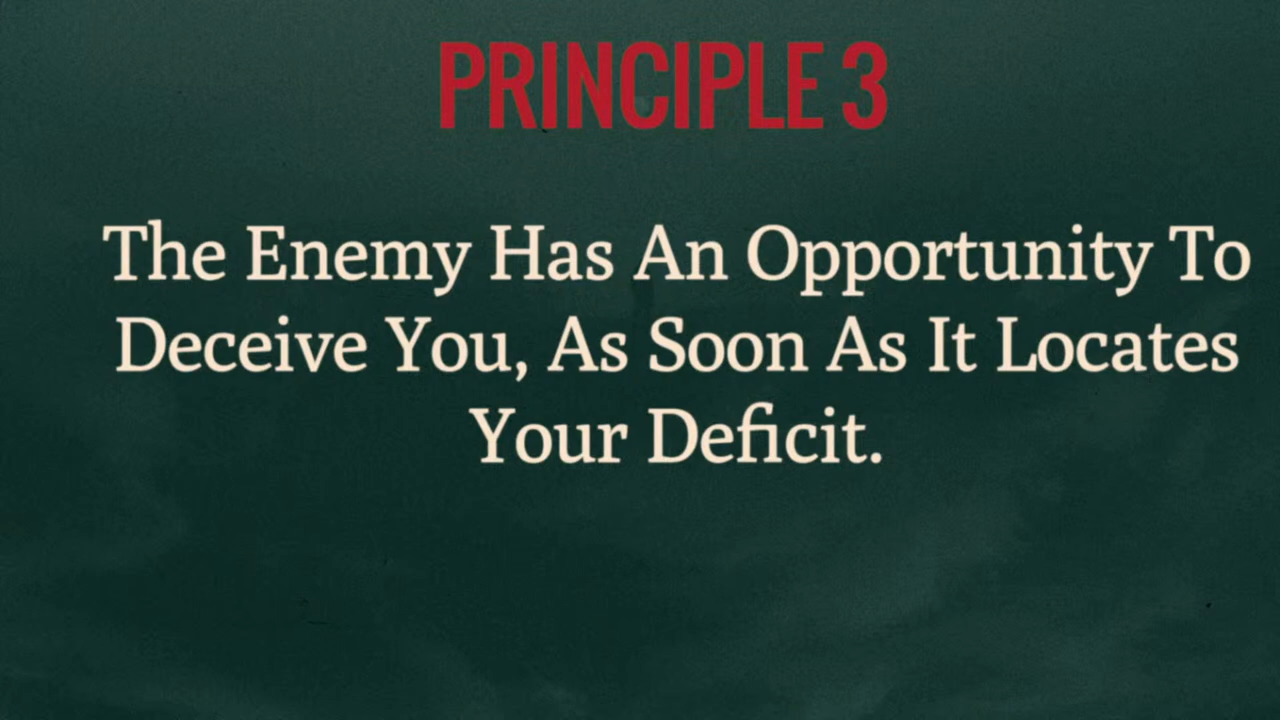 PRINCIPLE 3
The Enemy Has An Opportunity To
Deceive You, As Soon As It Locates
Your Deficit.